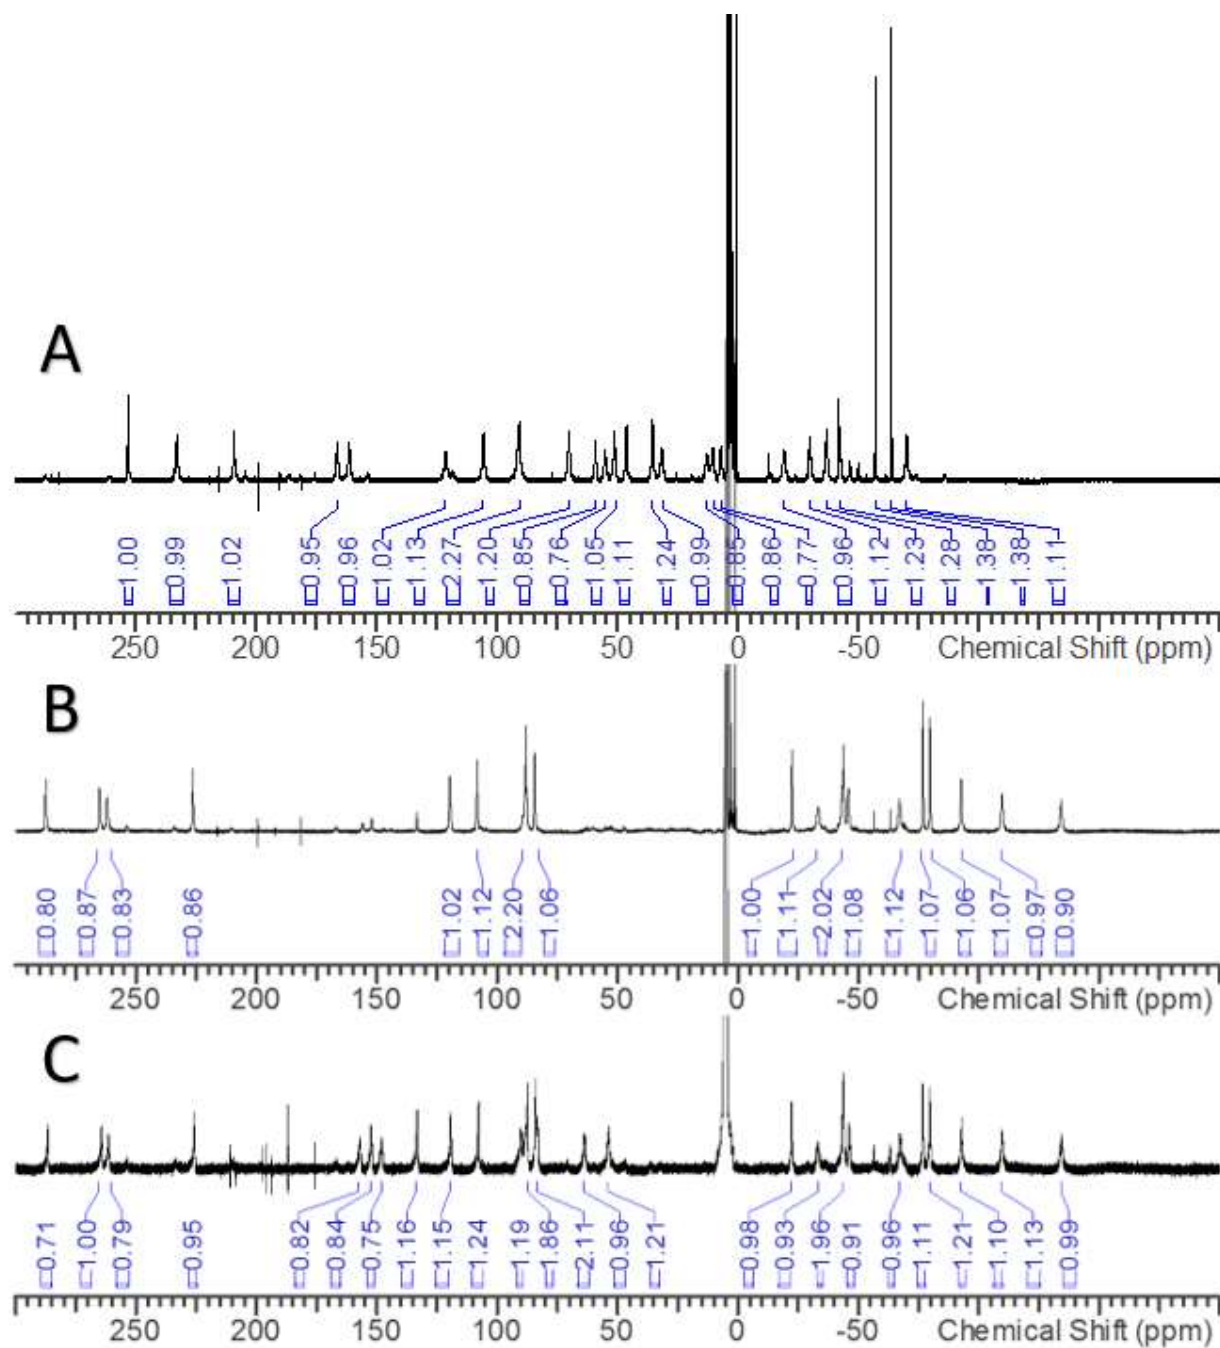 A
1.00 0.99 1.02 0.95 0.96 1.02 1.13 2.27 1.20 0.85 0.76 1.05 1.11 1.24 0.99 0.85 0.86 0.77 0.96 1.12 1.23 1.28 1.38 1.38 1.11
250 200 150 100 50 0 -50 Chemical Shift (ppm)
B
0.80 0.87 0.83 0.86 1.02 1.12 2.20 1.06 1.00 1.11 2.02 1.08 1.12 1.07 1.06 1.07 0.97 0.90
250 200 150 100 50 0 -50 Chemical Shift (ppm)
C
0.71 1.00 0.79 0.95 0.82 0.84 0.75 1.16 1.15 1.24 1.19 1.86 2.11 0.96 1.21 0.98 0.93 1.96 0.91 0.96 1.11 1.21 1.10 1.13 0.99
250 200 150 100 50 0 -50 Chemical Shift (ppm)